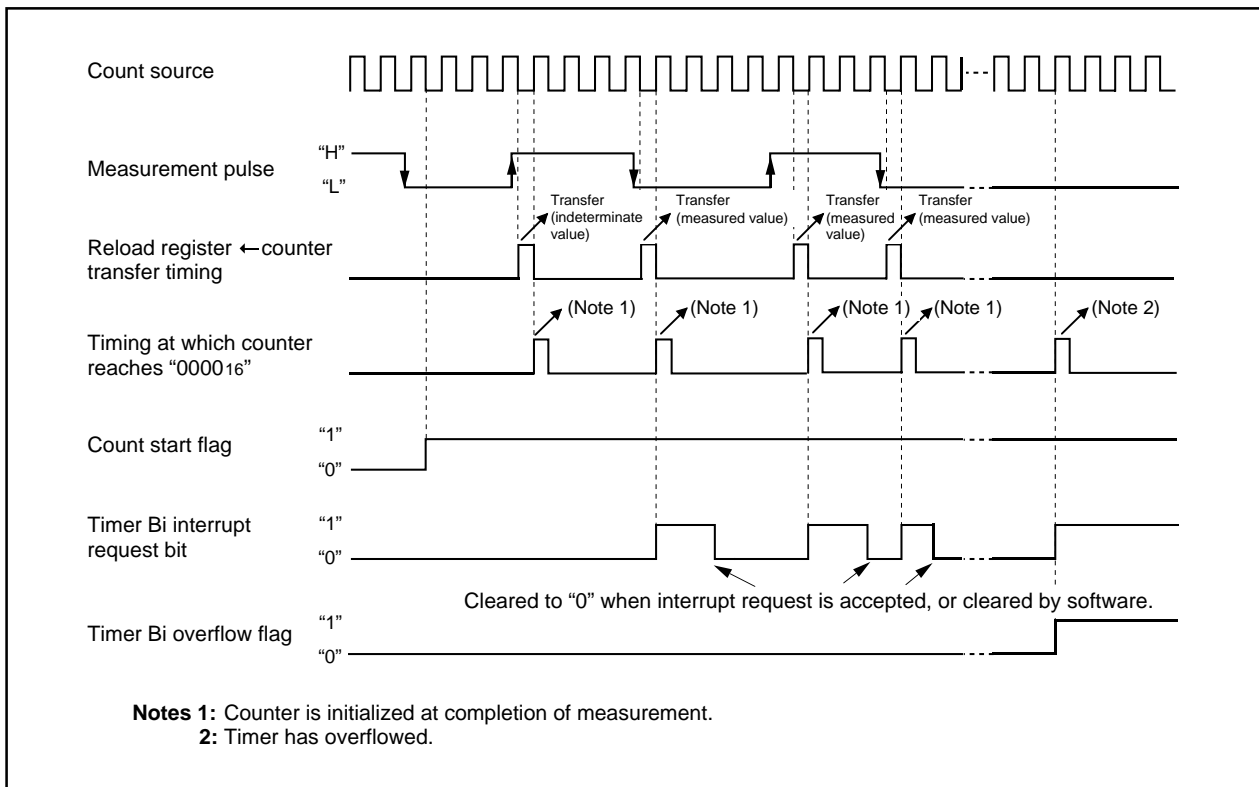 Count source
Measurement pulse
“H”
“L”
Transfer
(indeterminate
value)
Transfer
(measured value)
Transfer
(measured
value)
Transfer
(measured value)
Reload register ←counter
transfer timing
(Note 1)
(Note 1)
(Note 1)
(Note 1)
(Note 2)
Timing at which counter
reaches “000016”
Count start flag
“1”
“0”
Timer Bi interrupt
request bit
“1”
“0”
Cleared to “0” when interrupt request is accepted, or cleared by software.
Timer Bi overflow flag
“1”
“0”
Notes 1: Counter is initialized at completion of measurement.
2: Timer has overflowed.